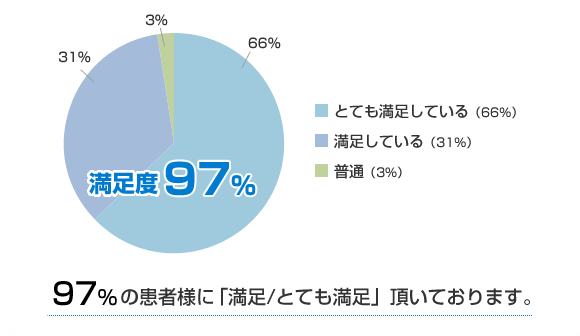 3%
66%
31%
とても満足している（66%）
満足している（31%）
普通（3%）
満足度97%
97%の患者様に「満足/とても満足」頂いております。